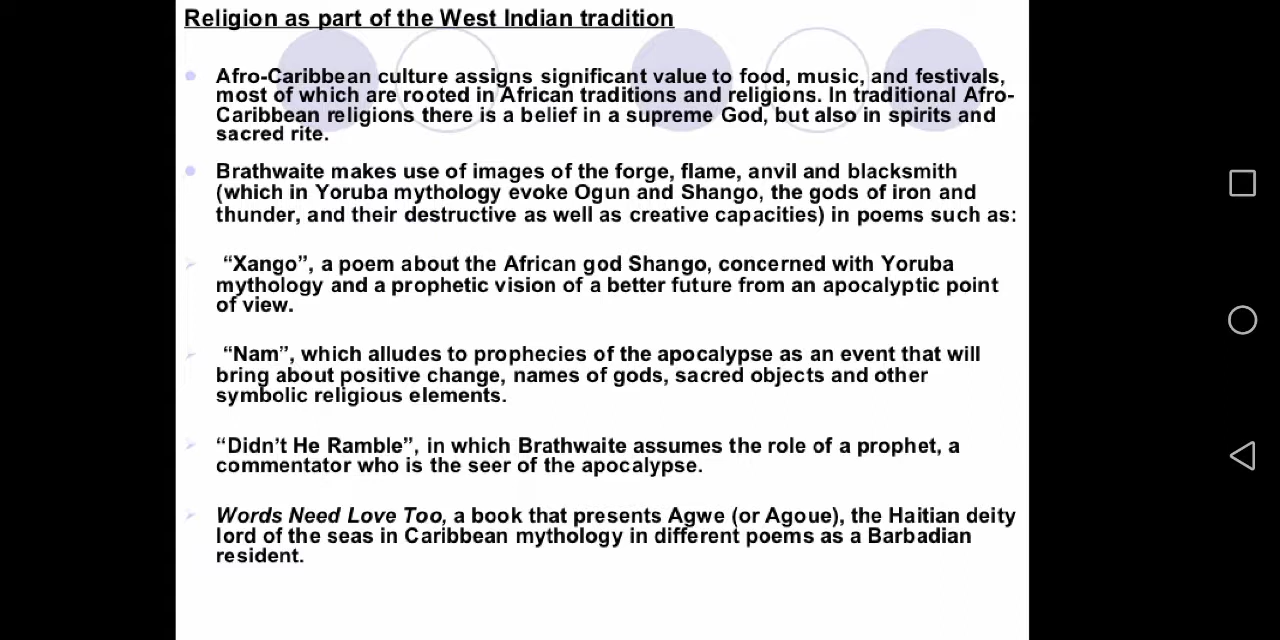 Religion as part of the West Indian tradition
Afro-Caribbean culture assigns significant value to food, music, and festivals,
most of which are rooted in African traditions and religions. In traditional Afro-
Caribbean religions there is a belief in a supreme God, but also in spirits and
sacred rite.
Brathwaite makes use of images of the forge, flame, anvil and blacksmith
(which in Yoruba mythology evoke Ogun and Shango, the gods of iron and
thunder, and their destructive as well as creative capacities) in poems such as:
“Xango”, a poem about the African god Shango, concerned with Yoruba
mythology and a prophetic vision of a better future from an apocalyptic point
of view.
“Nam”, which alludes to prophecies of the apocalypse as an event that will
bring about positive change, names of gods, sacred objects and other
symbolic religious elements.
“Didn’t He Ramble”, in which Brathwaite assumes the role of a prophet, a
commentator who is the seer of the apocalypse.
Words Need Love Too, a book that presents Agwe (or Agoue), the Haitian deity
lord of the seas in Caribbean mythology in different poems as a Barbadian
resident.